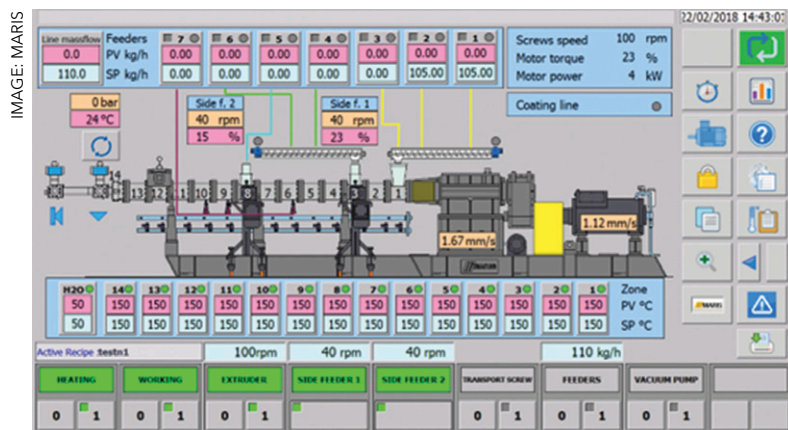 IMAGE: MARIS
22/02/2018 14:43:0
Line massflow Feeders 7 6 5 4 3 2 1
0.0 PV kg/h 0.00 0.00 0.00 0.00 0.00 0.00 0.00
110.0 SP kg/h 0.00 0.00 0.00 0.00 0.00 105.00 105.00
Screws speed 100 rpm
Motor torque 23 %
Motor power 4 kW
Coating line
0 bar
24 °C
Side f. 2
40 rpm
15 %
Side f. 1
40 rpm
23 %
14
13 12 11 10 9 8 7 6 5 4 3 2 1
1.67 mm/s
1.12 mm/s
H2O 14 13 12 11 10 9 8 7 6 5 4 3 2 1 Zone
50 150 150 150 150 150 150 150 150 150 150 150 150 150 150 PV °C
50 150 150 150 150 150 150 150 150 150 150 150 150 150 150 SP °C
MARIS
Active Recipe :testn1 100rpm 40 rpm 40 rpm 110 kg/h
HEATING WORKING EXTRUDER SIDE FEEDER 1 SIDE FEEDER 2 TRANSPORT SCREW FEEDERS VACUUM PUMP
0 1 0 1 0 1 0 1 0 1 0 1